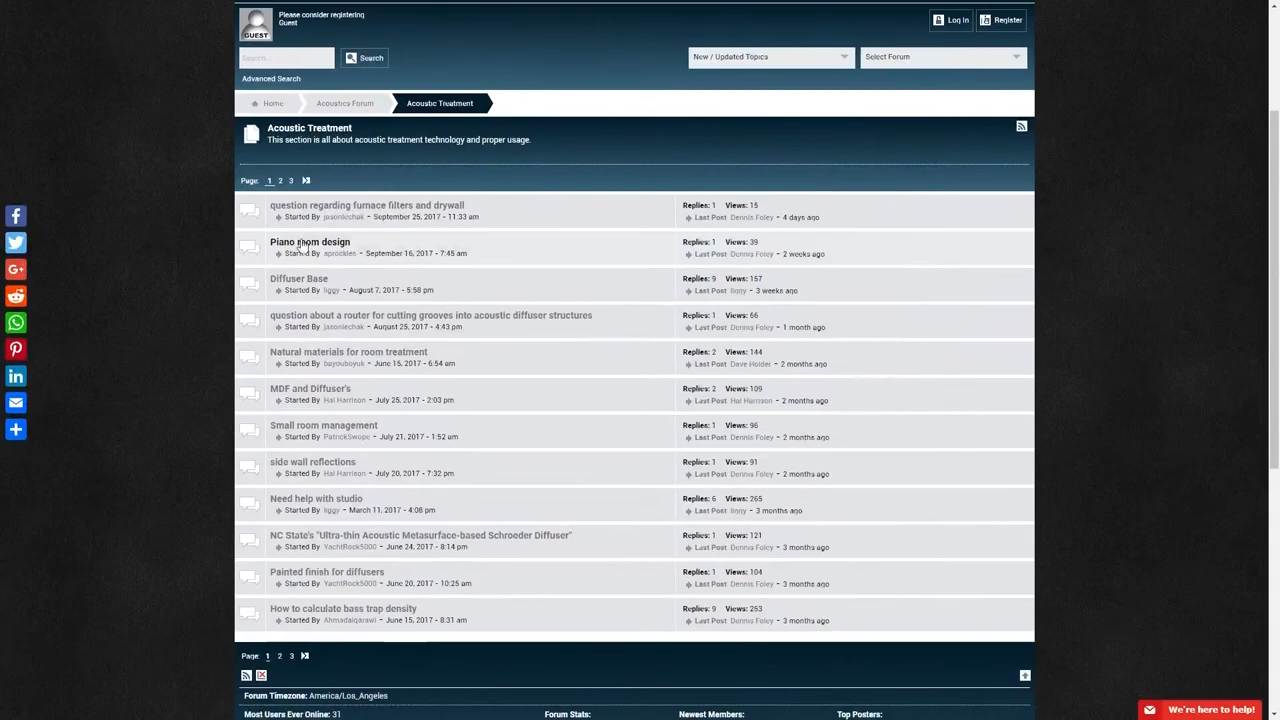 Please consider registering
Guest
GUEST
Log In
Register
Search...
Search
New / Updated Topics
Select Forum
Advanced Search
Home
Acoustics Forum
Acoustic Treatment
Acoustic Treatment
This section is all about acoustic treatment technology and proper usage.
Page: 1 2 3
question regarding furnace filters and drywall
Replies: 1 Views: 15
Started By jasoniechak - September 25, 2017 - 11:33 am
Last Post Dennis Foley - 4 days ago
Piano room design
Replies: 1 Views: 39
Started By aprockles - September 16, 2017 - 7:45 am
Last Post Dennis Foley - 2 weeks ago
Diffuser Base
Replies: 9 Views: 157
Started By liggy - August 7, 2017 - 5:58 pm
Last Post liggy - 3 weeks ago
question about a router for cutting grooves into acoustic diffuser structures
Replies: 1 Views: 66
Started By jasoniechak - August 25, 2017 - 4:43 pm
Last Post Dennis Foley - 1 month ago
Natural materials for room treatment
Replies: 2 Views: 144
Started By bayouboyuk - June 15, 2017 - 6:54 am
Last Post Dave Holder - 2 months ago
MDF and Diffuser's
Replies: 2 Views: 109
Started By Hal Harrison - July 25, 2017 - 2:03 pm
Last Post Hal Harrison - 2 months ago
Small room management
Replies: 1 Views: 96
Started By PatrickSwope - July 21, 2017 - 1:52 am
Last Post Dennis Foley - 2 months ago
side wall reflections
Replies: 1 Views: 91
Started By Hal Harrison - July 20, 2017 - 7:32 pm
Last Post Dennis Foley - 2 months ago
Need help with studio
Replies: 6 Views: 265
Started By liggy - March 11, 2017 - 4:08 pm
Last Post liggy - 3 months ago
NC State's "Ultra-thin Acoustic Metasurface-based Schroeder Diffuser"
Replies: 1 Views: 121
Started By YachtRock5000 - June 24, 2017 - 8:14 pm
Last Post Dennis Foley - 3 months ago
Painted finish for diffusers
Replies: 1 Views: 104
Started By YachtRock5000 - June 20, 2017 - 10:25 am
Last Post Dennis Foley - 3 months ago
How to calculate bass trap density
Replies: 9 Views: 253
Started By Ahmadalqarawi - June 15, 2017 - 8:31 am
Last Post Dennis Foley - 3 months ago
Page: 1 2 3
Forum Timezone: America/Los_Angeles
Most Users Ever Online: 31
Forum Stats:
Newest Members:
Top Posters:
We're here to help!